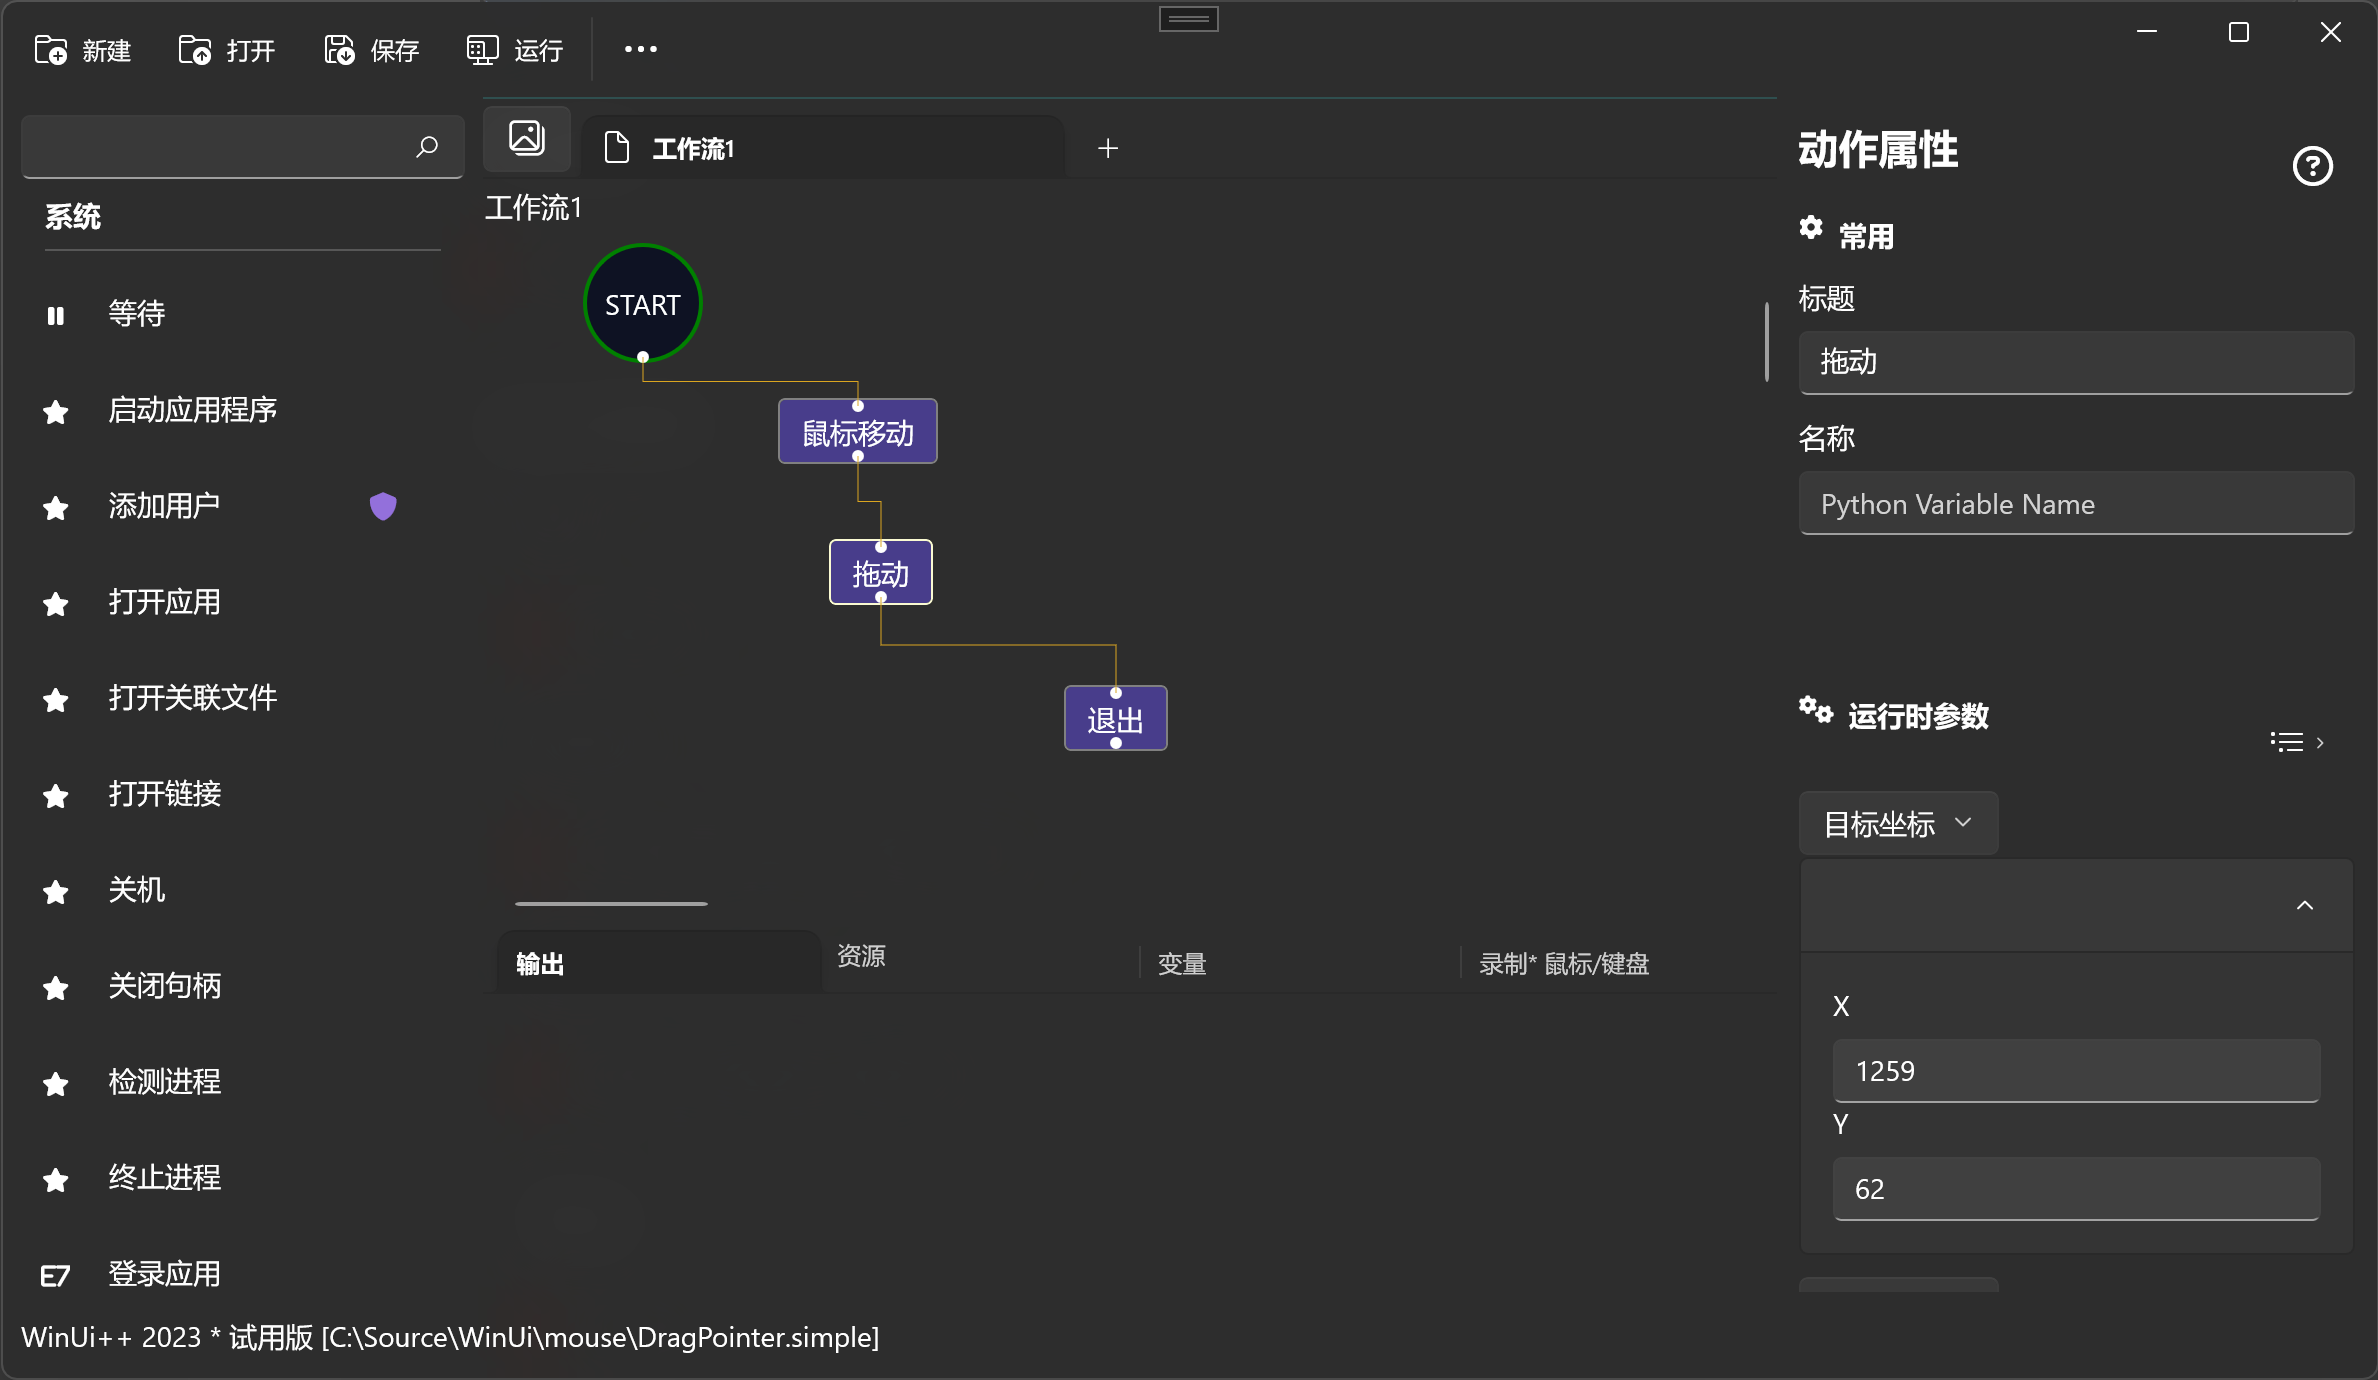 新建 打开 保存 运行
工作流1
系统
等待
启动应用程序
添加用户
打开应用
打开关联文件
打开链接
关机
关闭句柄
检测进程
终止进程
登录应用
工作流1
START
鼠标移动
拖动
退出
输出 资源 变量 录制* 鼠标/键盘
动作属性
常用
标题
拖动
名称
Python Variable Name
运行时参数
目标坐标
X
1259
Y
62
WinUi++ 2023 * 试用版 [C:\Source\WinUi\mouse\DragPointer.simple]